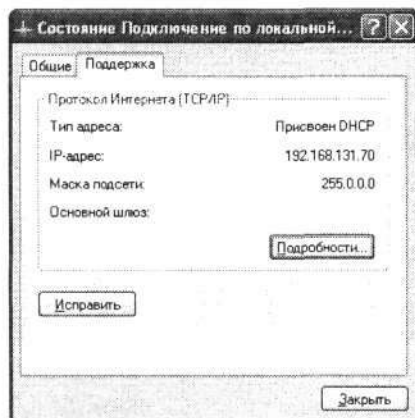 Состояние Подключение по локальной...
Общие Поддержка
Протокол Интернета (TCP/IP)
Тип адреса: Присвоен DHCP
IP-адрес: 192.168.131.70
Маска подсети: 255.0.0.0
Основной шлюз:
Подробности...
Исправить
Закрыть